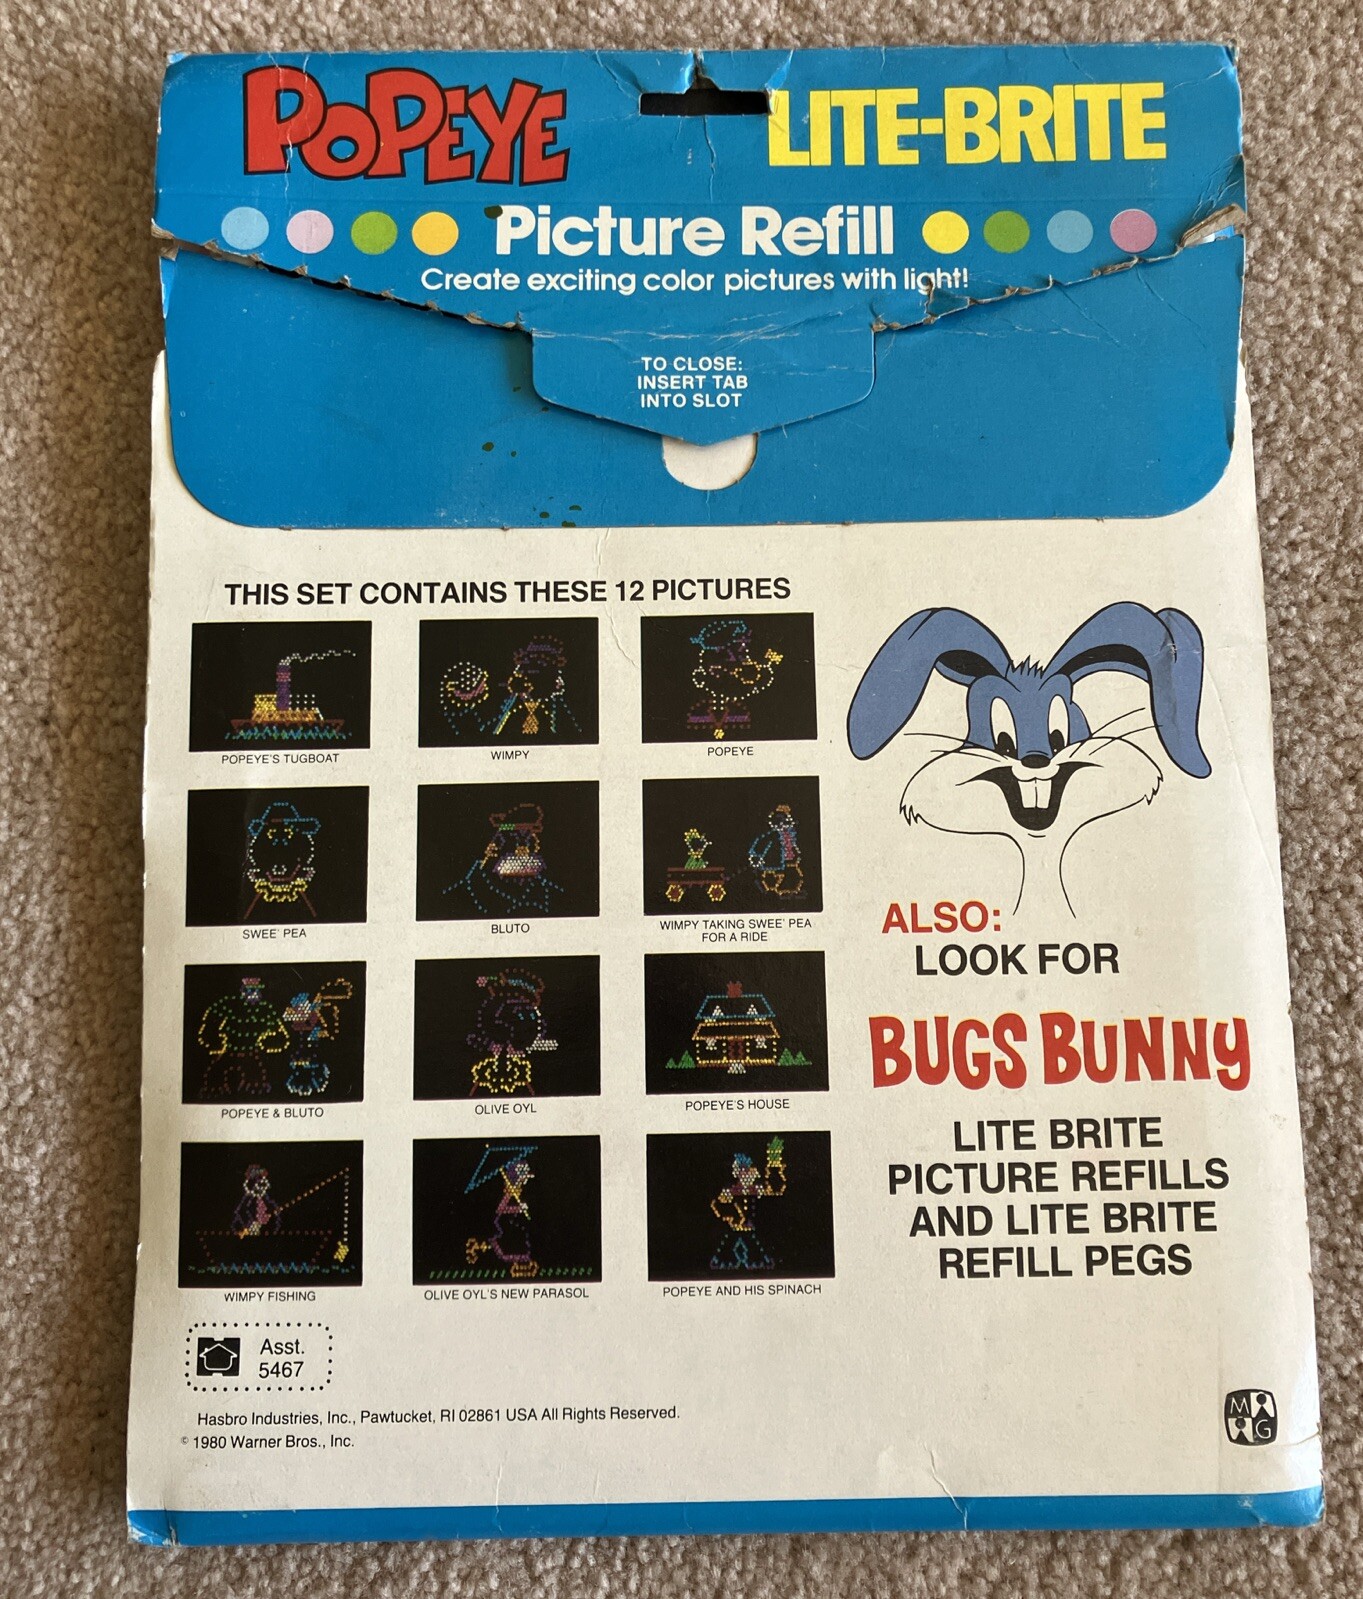 POPEYE
LITE-BRITE
Picture Refill
Create exciting color pictures with light!
TO CLOSE:
INSERT TAB
INTO SLOT
THIS SET CONTAINS THESE 12 PICTURES
POPEYE'S TUGBOAT
WIMPY
POPEYE
SWEE' PEA
BLUTO
WIMPY TAKING SWEE' PEA
FOR A RIDE
POPEYE & BLUTO
OLIVE OYL
POPEYE'S HOUSE
WIMPY FISHING
OLIVE OYL'S NEW PARASOL
POPEYE AND HIS SPINACH
ALSO:
LOOK FOR
BUGS BUNNY
LITE BRITE
PICTURE REFILLS
AND LITE BRITE
REFILL PEGS
Asst.
5467
Hasbro Industries, Inc., Pawtucket, RI 02861 USA All Rights Reserved.
© 1980 Warner Bros., Inc.
M
G